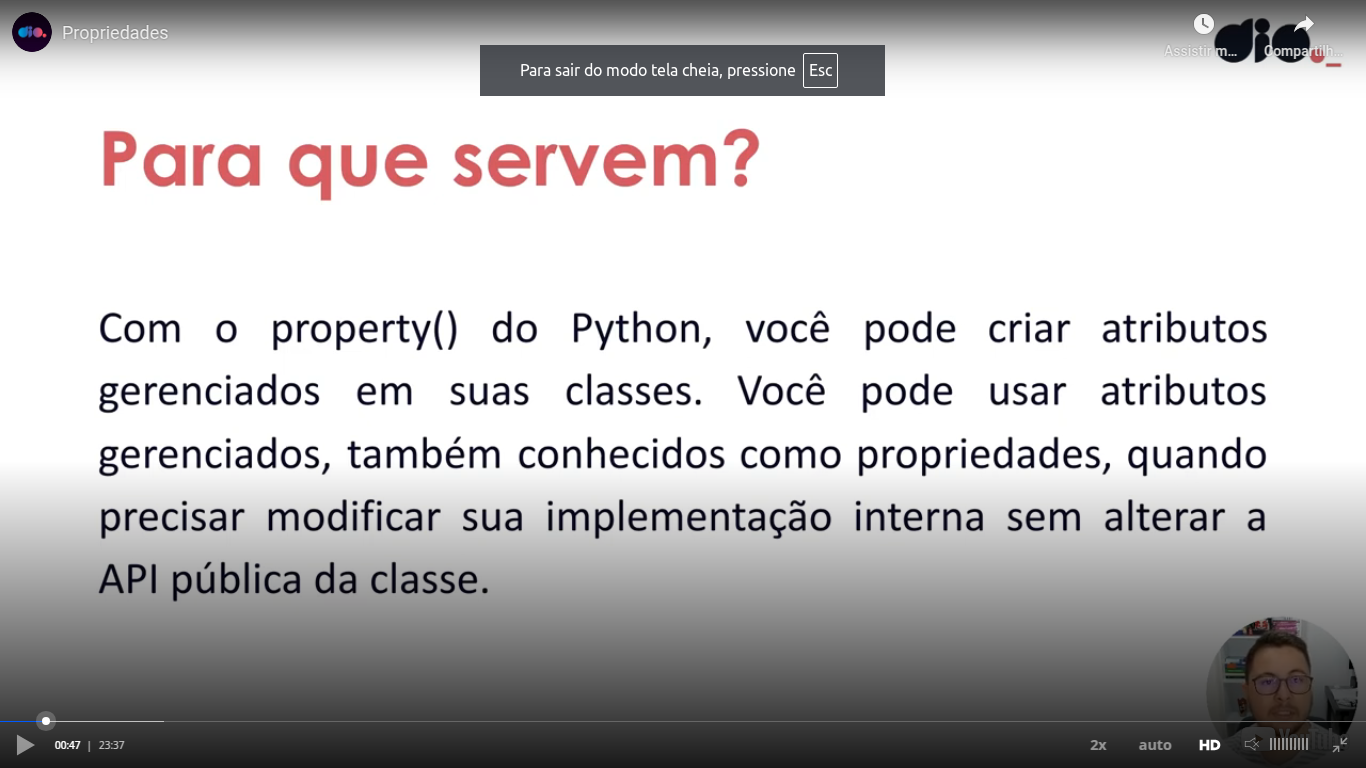 dio.
Propriedades
Assistir m...
Compartilh...
dio._
Para sair do modo tela cheia, pressione Esc
Para que servem?
Com o property() do Python, você pode criar atributos
gerenciados em suas classes. Você pode usar atributos
gerenciados, também conhecidos como propriedades, quando
precisar modificar sua implementação interna sem alterar a
API pública da classe.
00:47 | 23:37
2x auto HD